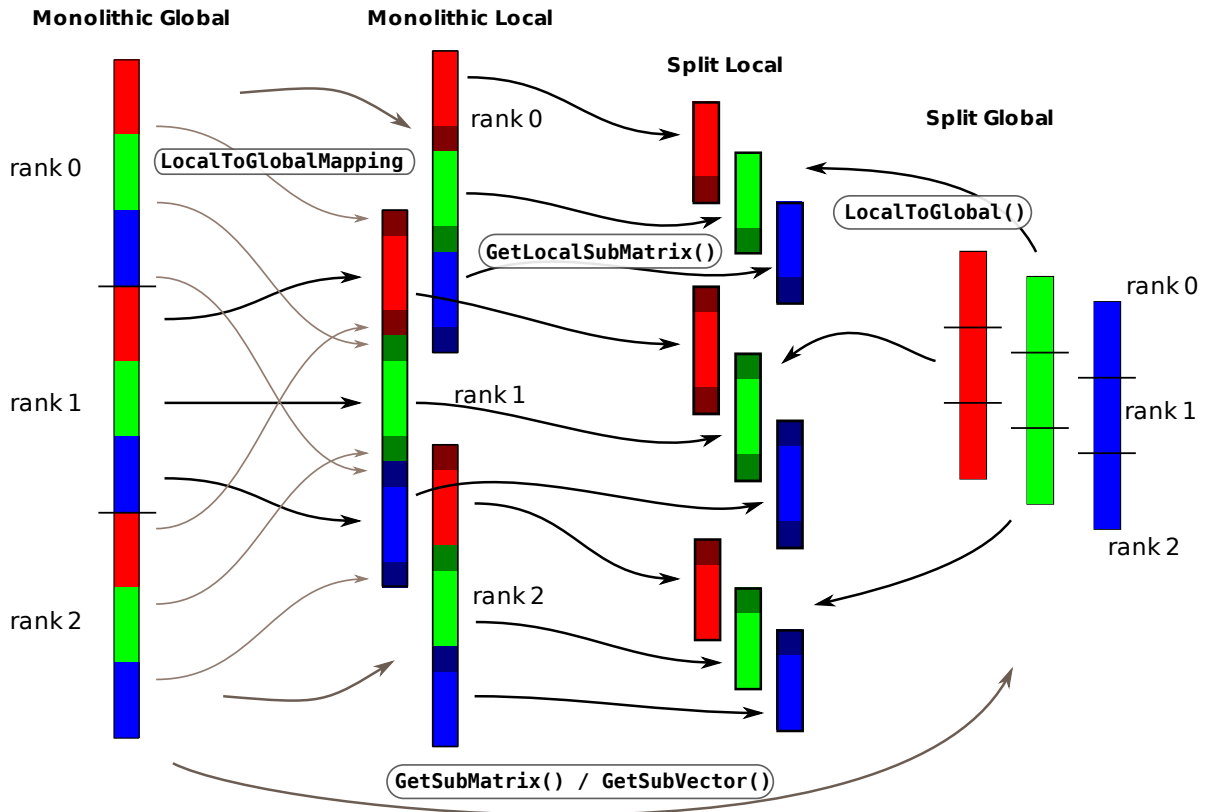 Monolithic Global
Monolithic Local
Split Local
Split Global
rank 0
rank 1
rank 2
LocalToGlobalMapping
rank 0
rank 1
rank 2
GetLocalSubMatrix()
LocalToGlobal()
rank 0
rank 1
rank 2
GetSubMatrix() / GetSubVector()